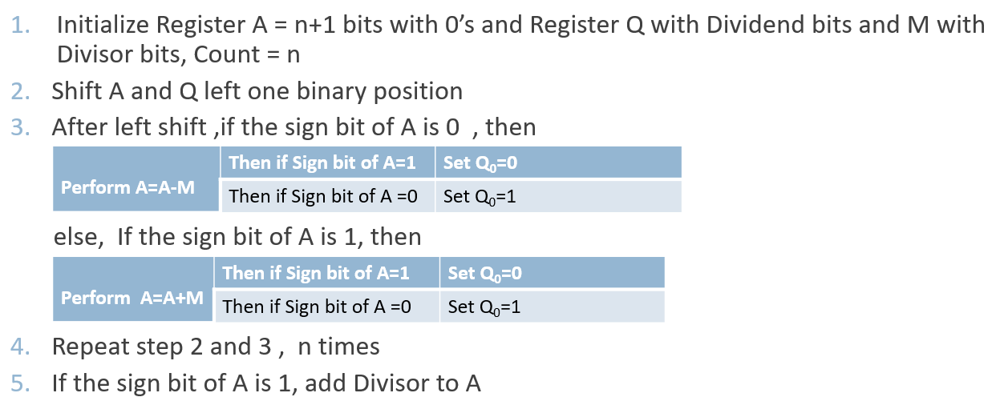 1. Initialize Register A = n+1 bits with 0’s and Register Q with Dividend bits and M with
Divisor bits, Count = n
2. Shift A and Q left one binary position
3. After left shift ,if the sign bit of A is 0 , then
Perform A=A-M
Then if Sign bit of A=1 Set Q₀=0
Then if Sign bit of A =0 Set Q₀=1
else, If the sign bit of A is 1, then
Perform A=A+M
Then if Sign bit of A=1 Set Q₀=0
Then if Sign bit of A =0 Set Q₀=1
4. Repeat step 2 and 3 , n times
5. If the sign bit of A is 1, add Divisor to A